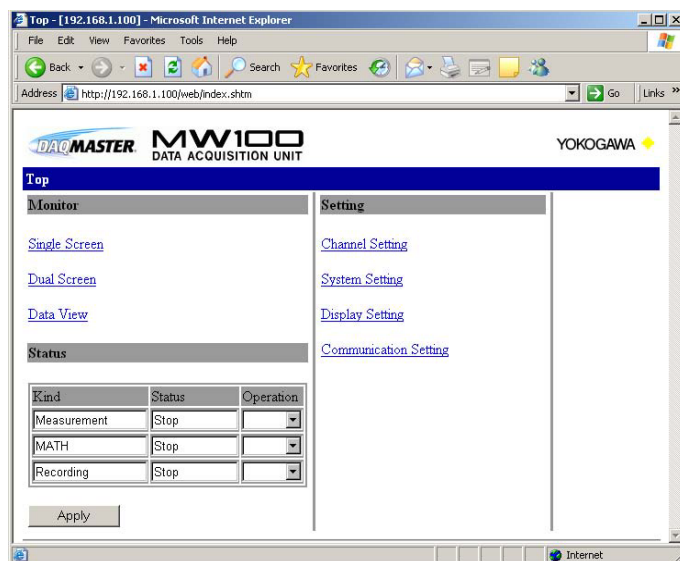 Top - [192.168.1.100] - Microsoft Internet Explorer
File Edit View Favorites Tools Help
Back Search Favorites
Address http://192.168.1.100/web/index.shtm Go Links »
DAQMASTER MW100 YOKOGAWA
DATA ACQUISITION UNIT
Top
Monitor
Single Screen
Dual Screen
Data View
Status
Kind Status Operation
Measurement Stop
MATH Stop
Recording Stop
Apply
Setting
Channel Setting
System Setting
Display Setting
Communication Setting
Internet